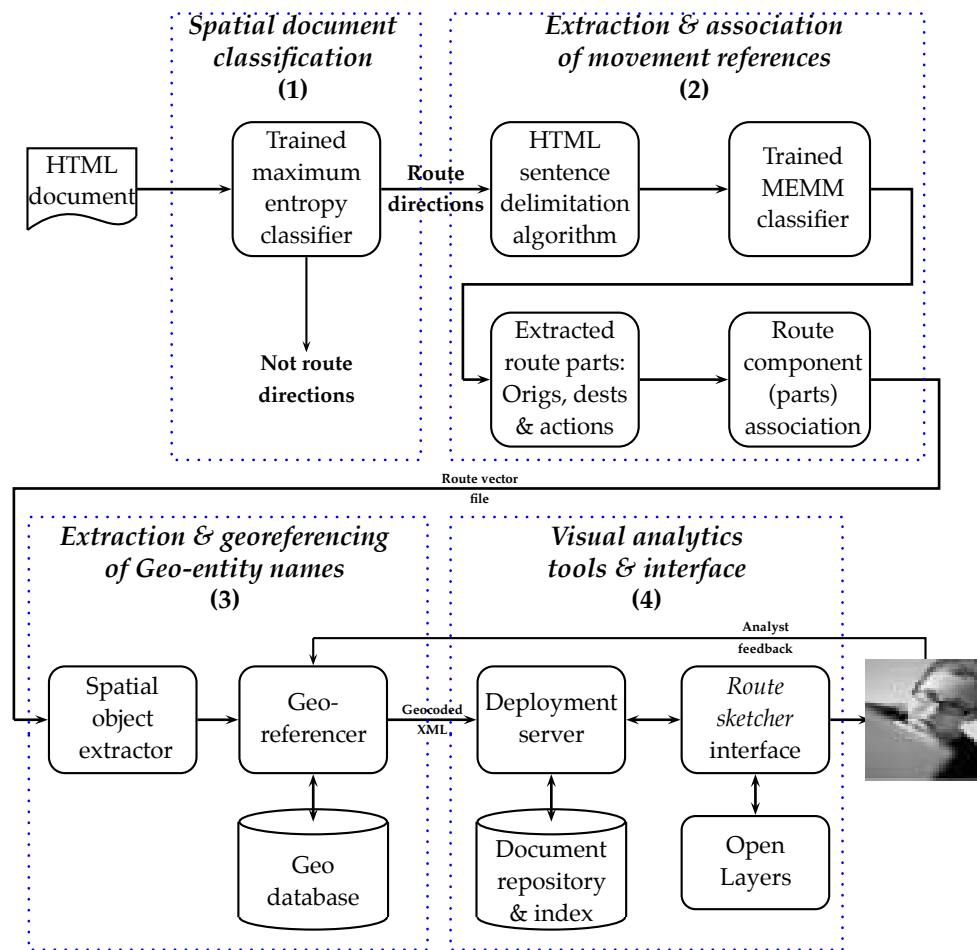 Spatial document
classification
(1)
Extraction & association
of movement references
(2)
HTML
document
Trained
maximum
entropy
classifier
Route
directions
HTML
sentence
delimitation
algorithm
Trained
MEMM
classifier
Not route
directions
Extracted
route parts:
Origs, dests
& actions
Route
component
(parts)
association
Route vector
file
Extraction & georeferencing
of Geo-entity names
(3)
Visual analytics
tools & interface
(4)
Analyst
feedback
Spatial
object
extractor
Geo-
referencer
Geocoded
XML
Deployment
server
Route
sketcher
interface
Geo
database
Document
repository
& index
Open
Layers